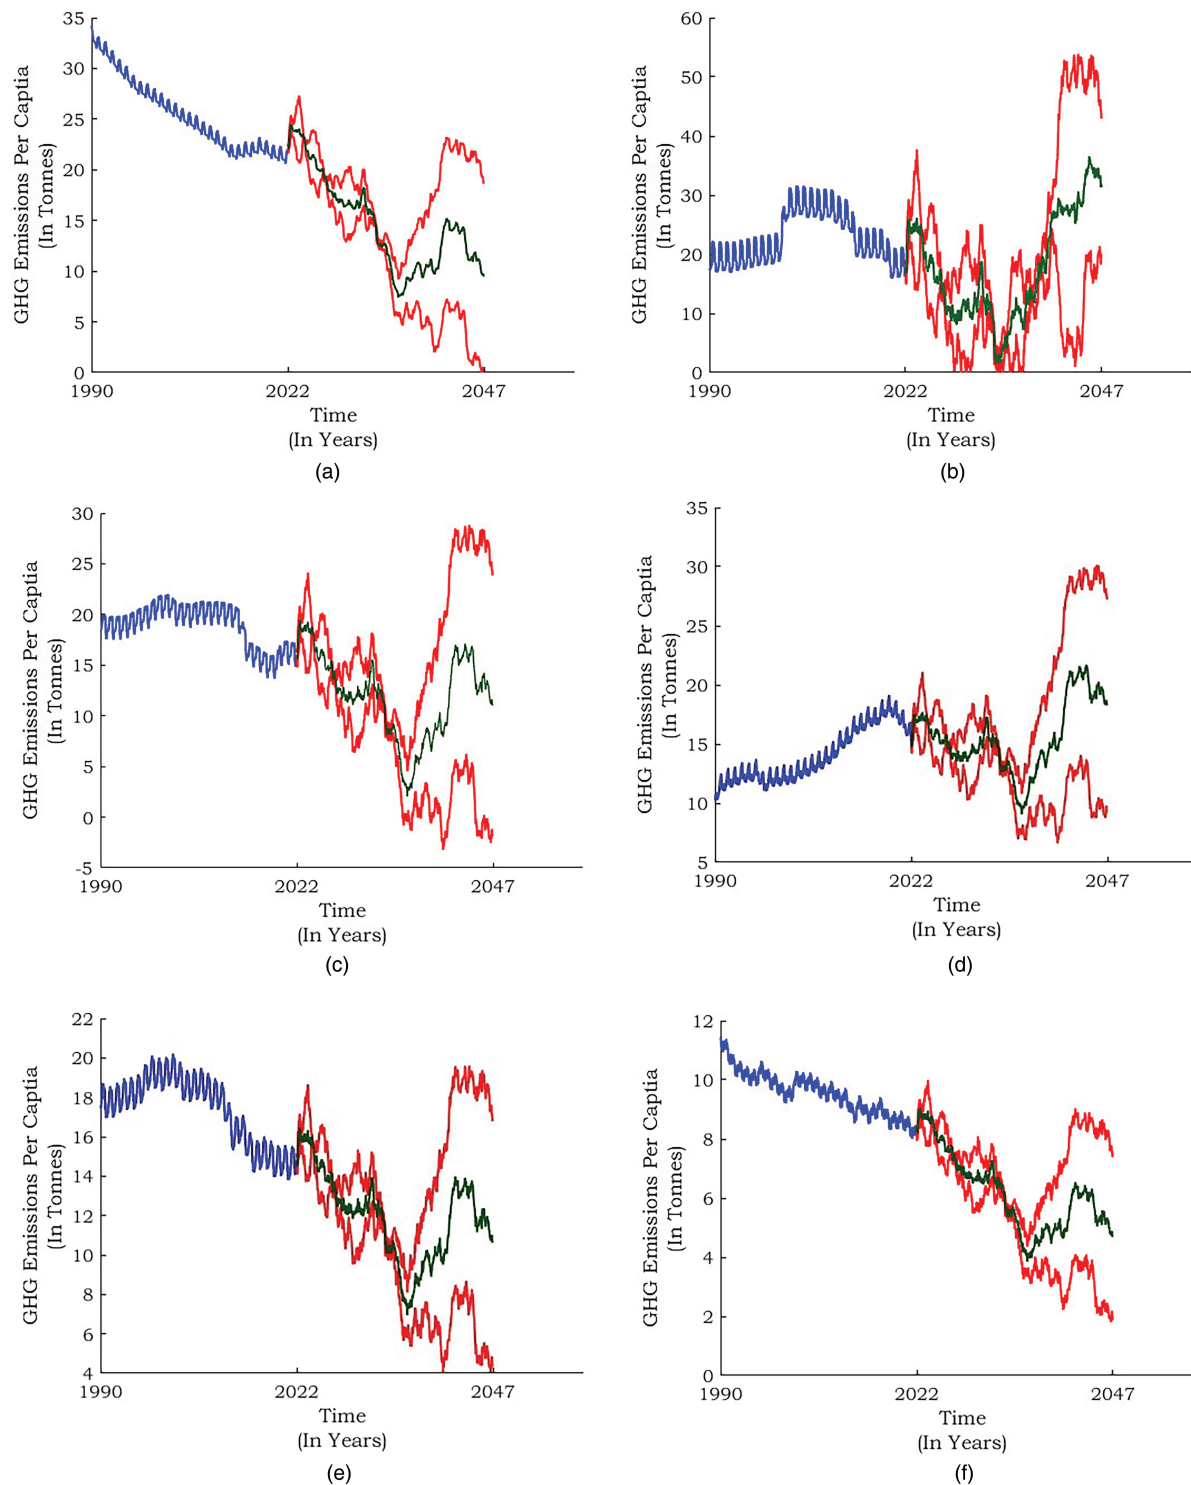 35
30
25
20
15
10
5
0
GHG Emissions Per Captia
(In Tonnes)
1990
2022
2047
Time
(In Years)
(a)
60
50
40
30
20
10
0
GHG Emissions Per Captia
(In Tonnes)
1990
2022
2047
Time
(In Years)
(b)
30
25
20
15
10
5
0
-5
GHG Emissions Per Captia
(In Tonnes)
1990
2022
2047
Time
(In Years)
(c)
35
30
25
20
15
10
5
GHG Emissions Per Captia
(In Tonnes)
1990
2022
2047
Time
(In Years)
(d)
22
20
18
16
14
12
10
8
6
4
GHG Emissions Per Captia
(In Tonnes)
1990
2022
2047
Time
(In Years)
(e)
12
10
8
6
4
2
0
GHG Emissions Per Captia
(In Tonnes)
1990
2022
2047
Time
(In Years)
(f)